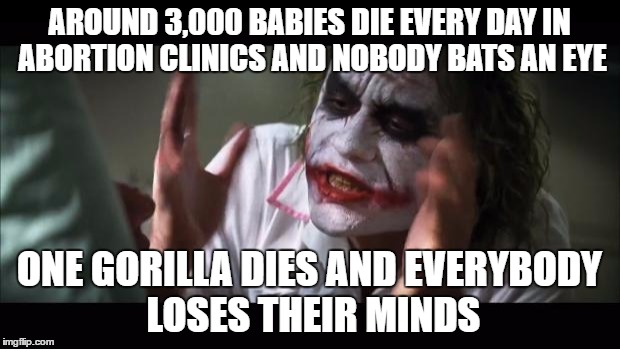 AROUND 3,000 BABIES DIE EVERY DAY IN
ABORTION CLINICS AND NOBODY BATS AN EYE
ONE GORILLA DIES AND EVERYBODY
LOSES THEIR MINDS
imgflip.com